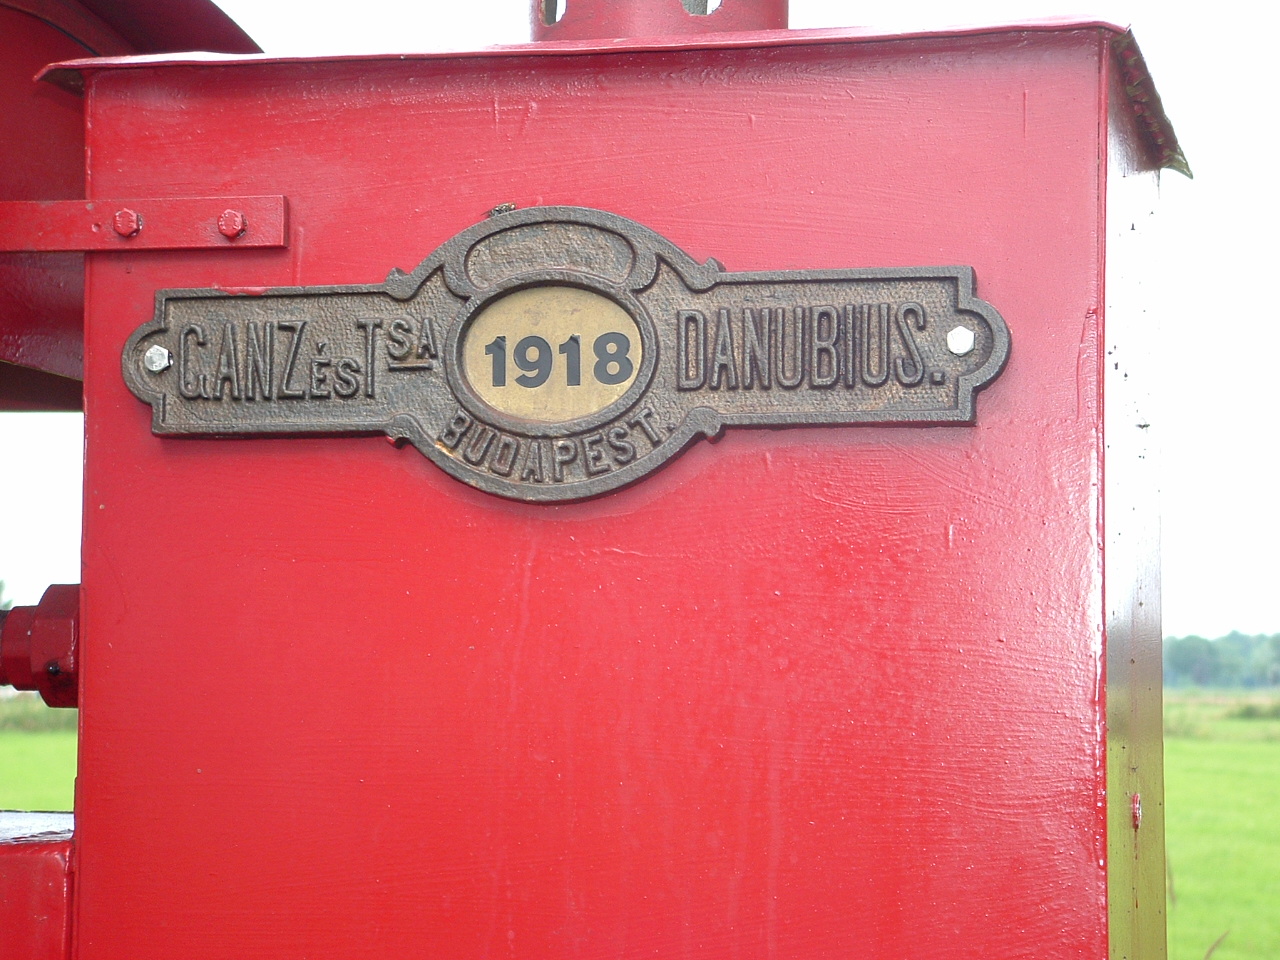 GANZ és TSA
1918
DANUBIUS.
BUDAPEST.